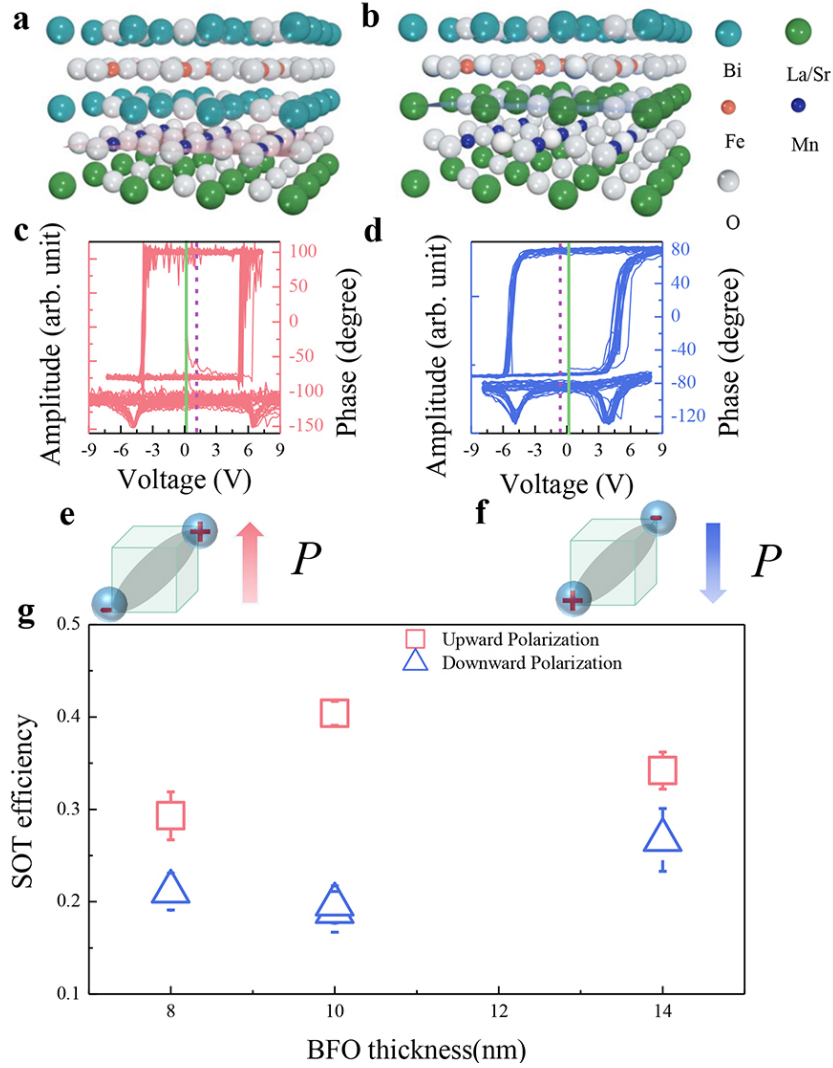 a
b
Bi
La/Sr
Fe
Mn
O
c
d
Amplitude (arb. unit)
100
50
0
-50
-100
-150
Phase (degree)
-9 -6 -3 0 3 6 9
Voltage (V)
Amplitude (arb. unit)
80
40
0
-40
-80
-120
Phase (degree)
-9 -6 -3 0 3 6 9
Voltage (V)
e
+
-
P
f
-
+
P
g
Upward Polarization
Downward Polarization
SOT efficiency
0.5
0.4
0.3
0.2
0.1
8 10 12 14
BFO thickness(nm)